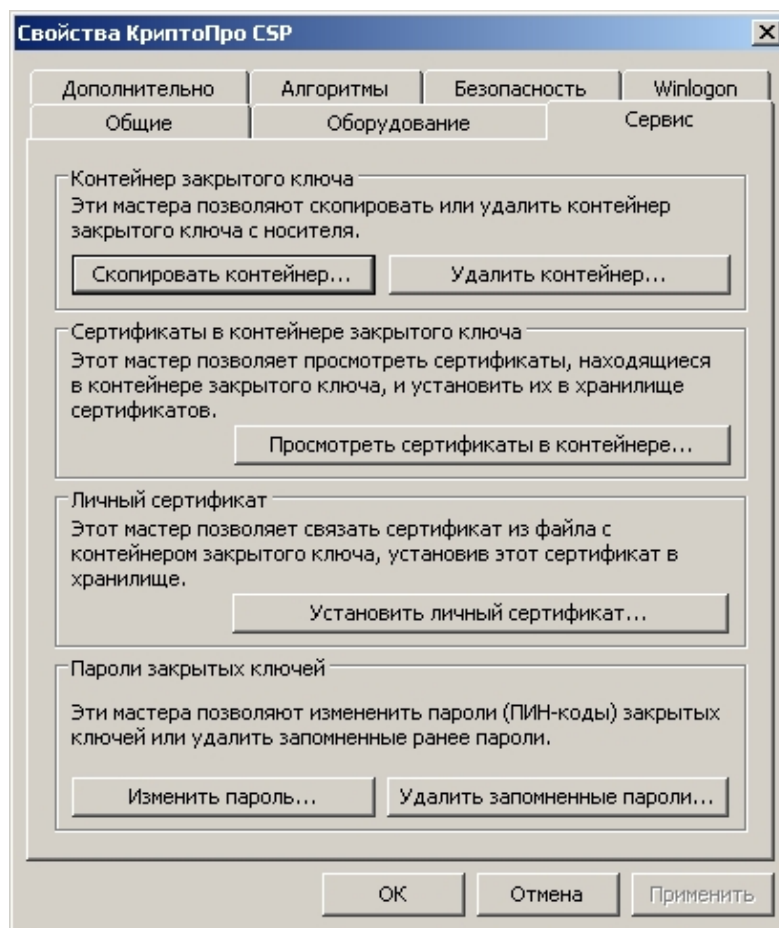 Свойства КриптоПро CSP
Дополнительно
Алгоритмы
Безопасность
Winlogon
Общие
Оборудование
Сервис
Контейнер закрытого ключа
Эти мастера позволяют скопировать или удалить контейнер
закрытого ключа с носителя.
Скопировать контейнер...
Удалить контейнер...
Сертификаты в контейнере закрытого ключа
Этот мастер позволяет просмотреть сертификаты, находящиеся
в контейнере закрытого ключа, и установить их в хранилище
сертификатов.
Просмотреть сертификаты в контейнере...
Личный сертификат
Этот мастер позволяет связать сертификат из файла с
контейнером закрытого ключа, установив этот сертификат в
хранилище.
Установить личный сертификат...
Пароли закрытых ключей
Эти мастера позволяют измененить пароли (ПИН-коды) закрытых
ключей или удалить запомненные ранее пароли.
Изменить пароль...
Удалить запомненные пароли...
ОК
Отмена
Применить